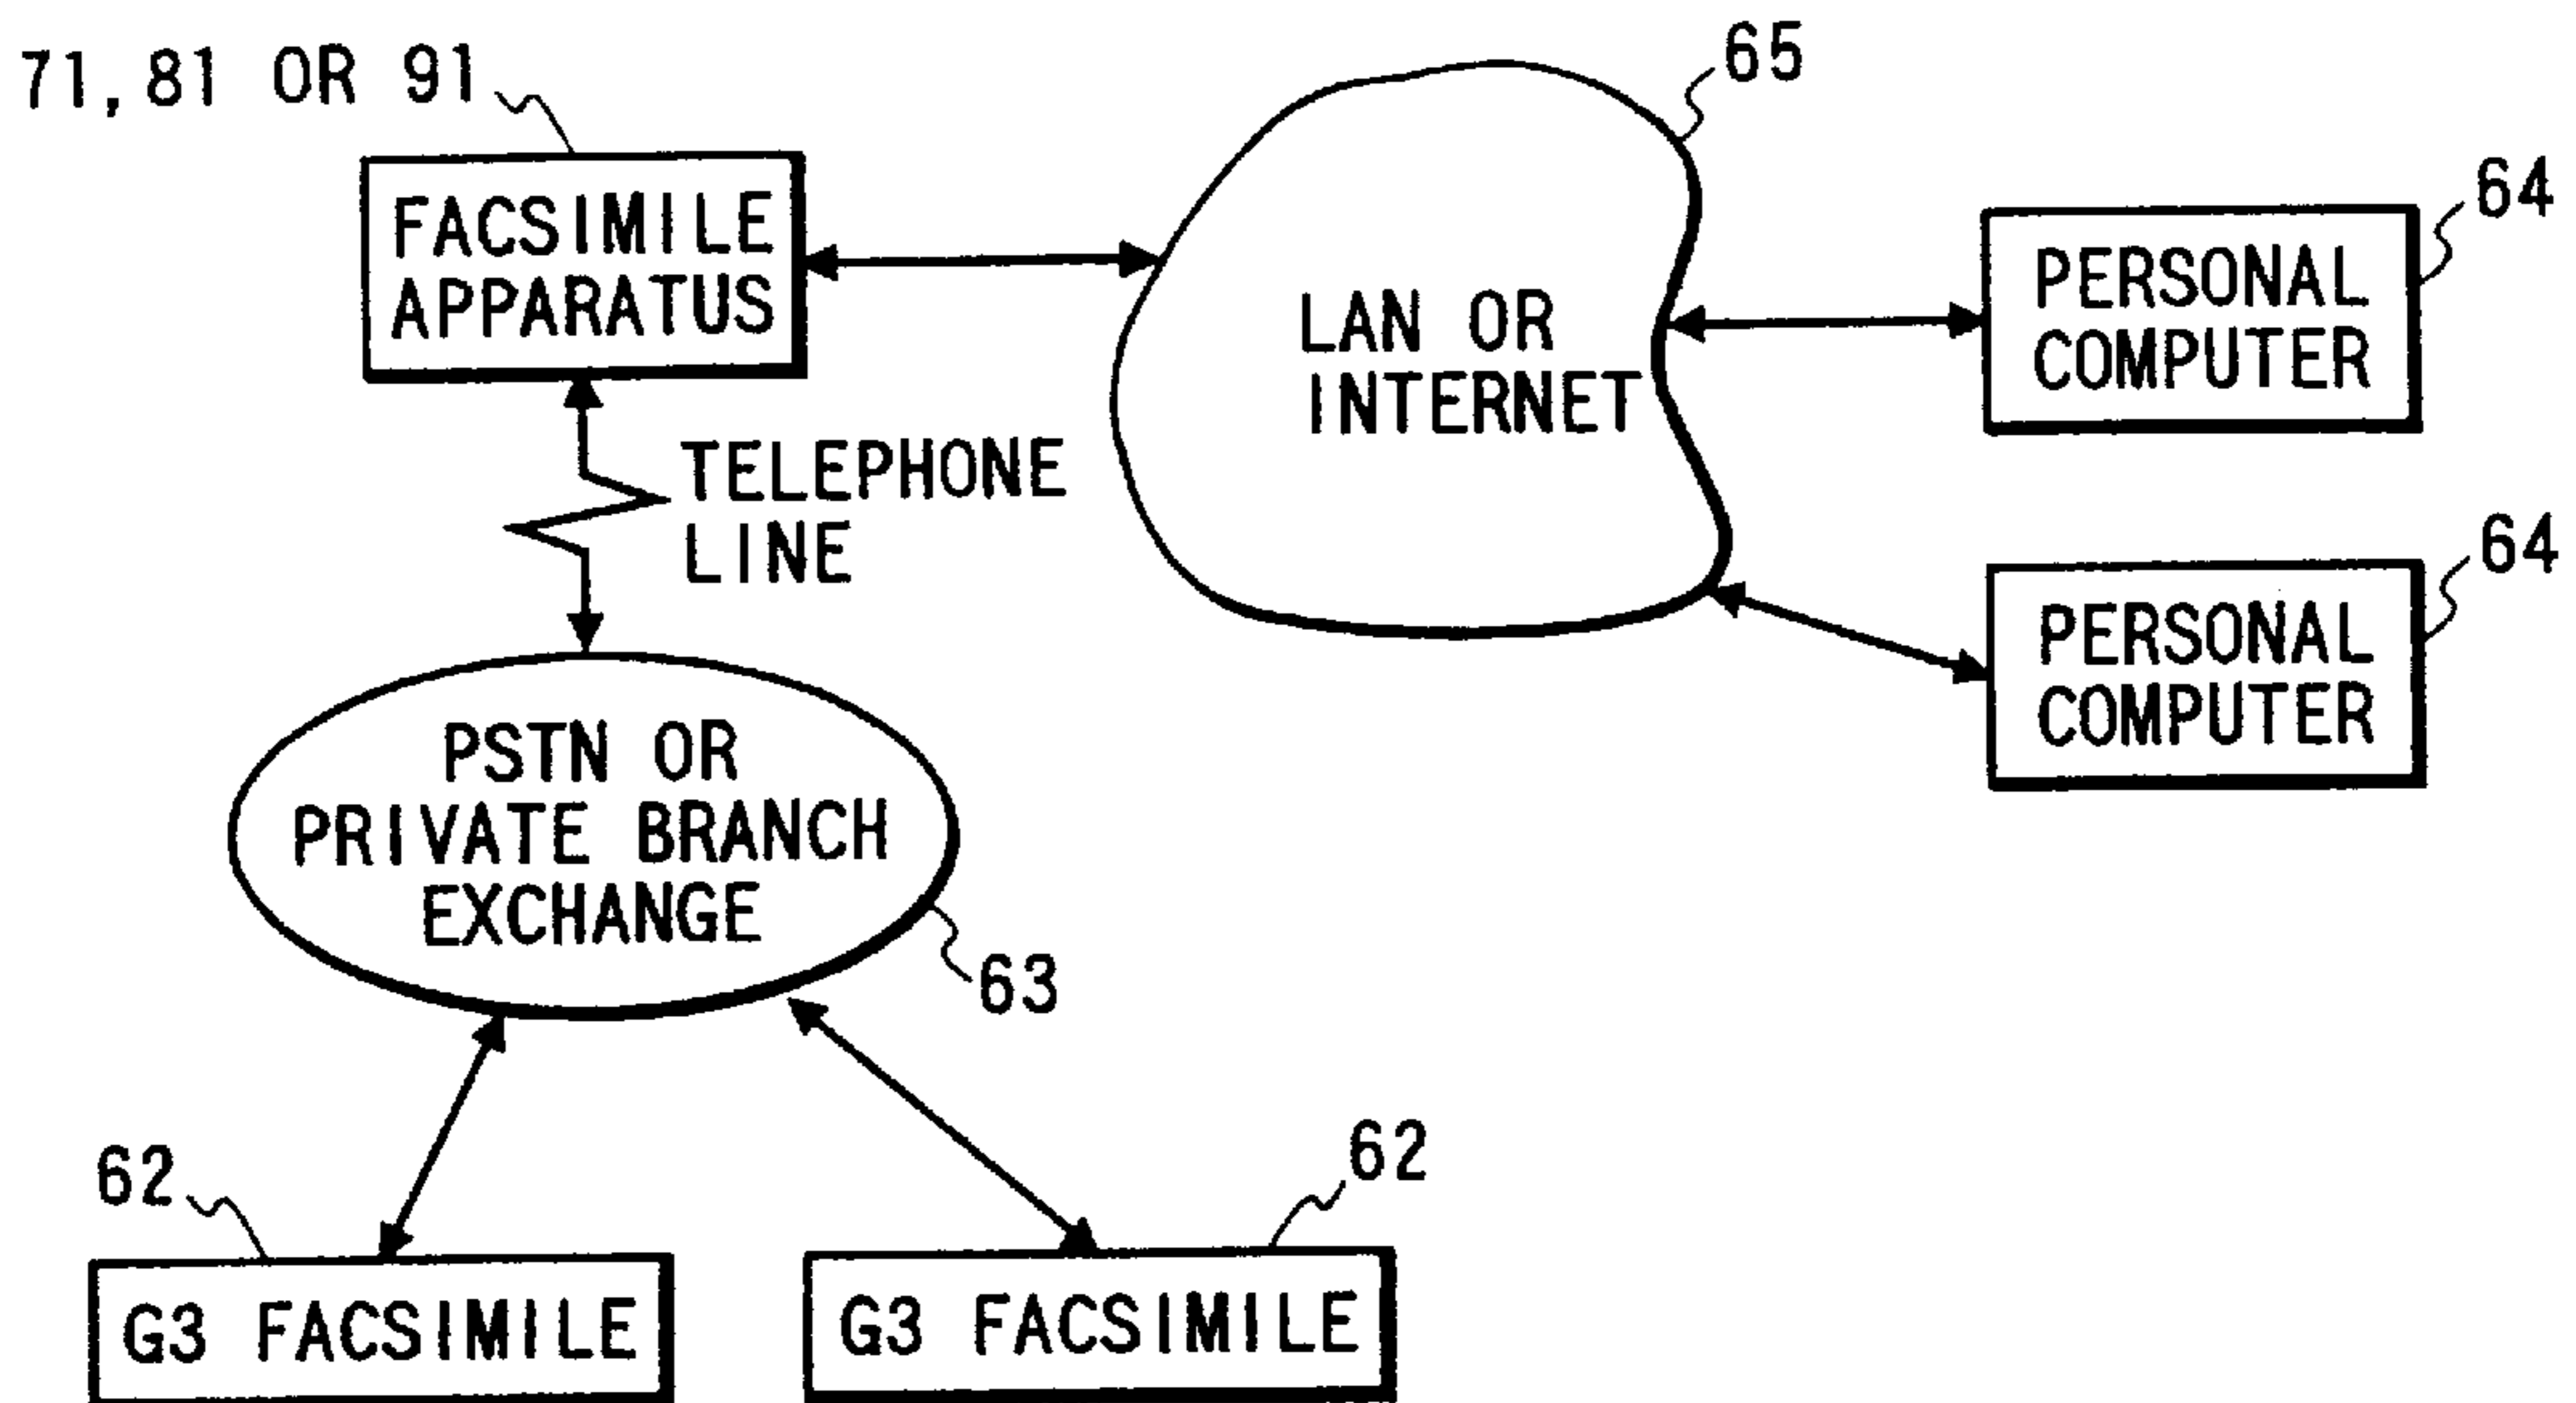 71, 81 OR 91
65
FACSIMILE
APPARATUS
64
PERSONAL
COMPUTER
LAN OR
INTERNET
TELEPHONE
LINE
64
PERSONAL
COMPUTER
PSTN OR
PRIVATE BRANCH
EXCHANGE
63
62
62
G3 FACSIMILE
G3 FACSIMILE